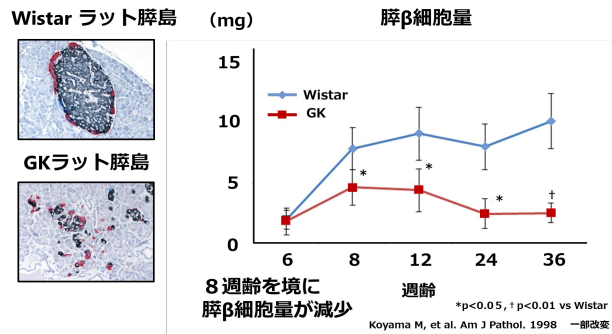 Wistar ラット膵島
GKラット膵島
（mg）
膵β細胞量
15
10
5
0
Wistar
GK
*
*
*
†
6
8
12
24
36
週齢
８週齢を境に
膵β細胞量が減少
*p<0.05, †p<0.01 vs Wistar
Koyama M, et al. Am J Pathol. 1998 一部改変